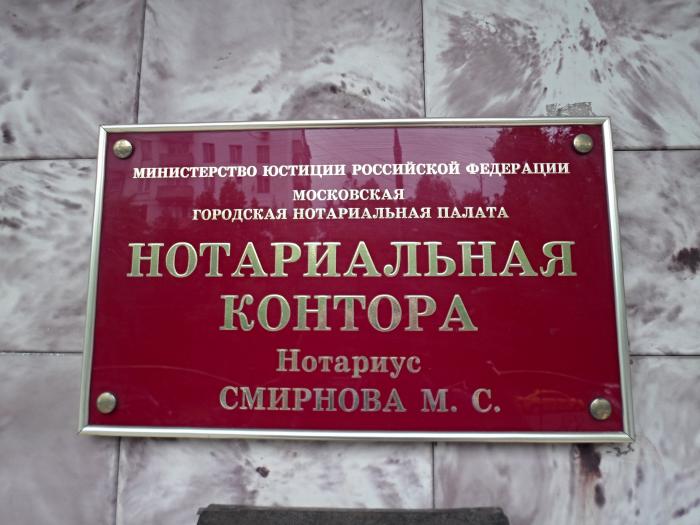 МИНИСТЕРСТВО ЮСТИЦИИ РОССИЙСКОЙ ФЕДЕРАЦИИ
МОСКОВСКАЯ
ГОРОДСКАЯ НОТАРИАЛЬНАЯ ПАЛАТА
НОТАРИАЛЬНАЯ
КОНТОРА
Нотариус
СМИРНОВА М. С.